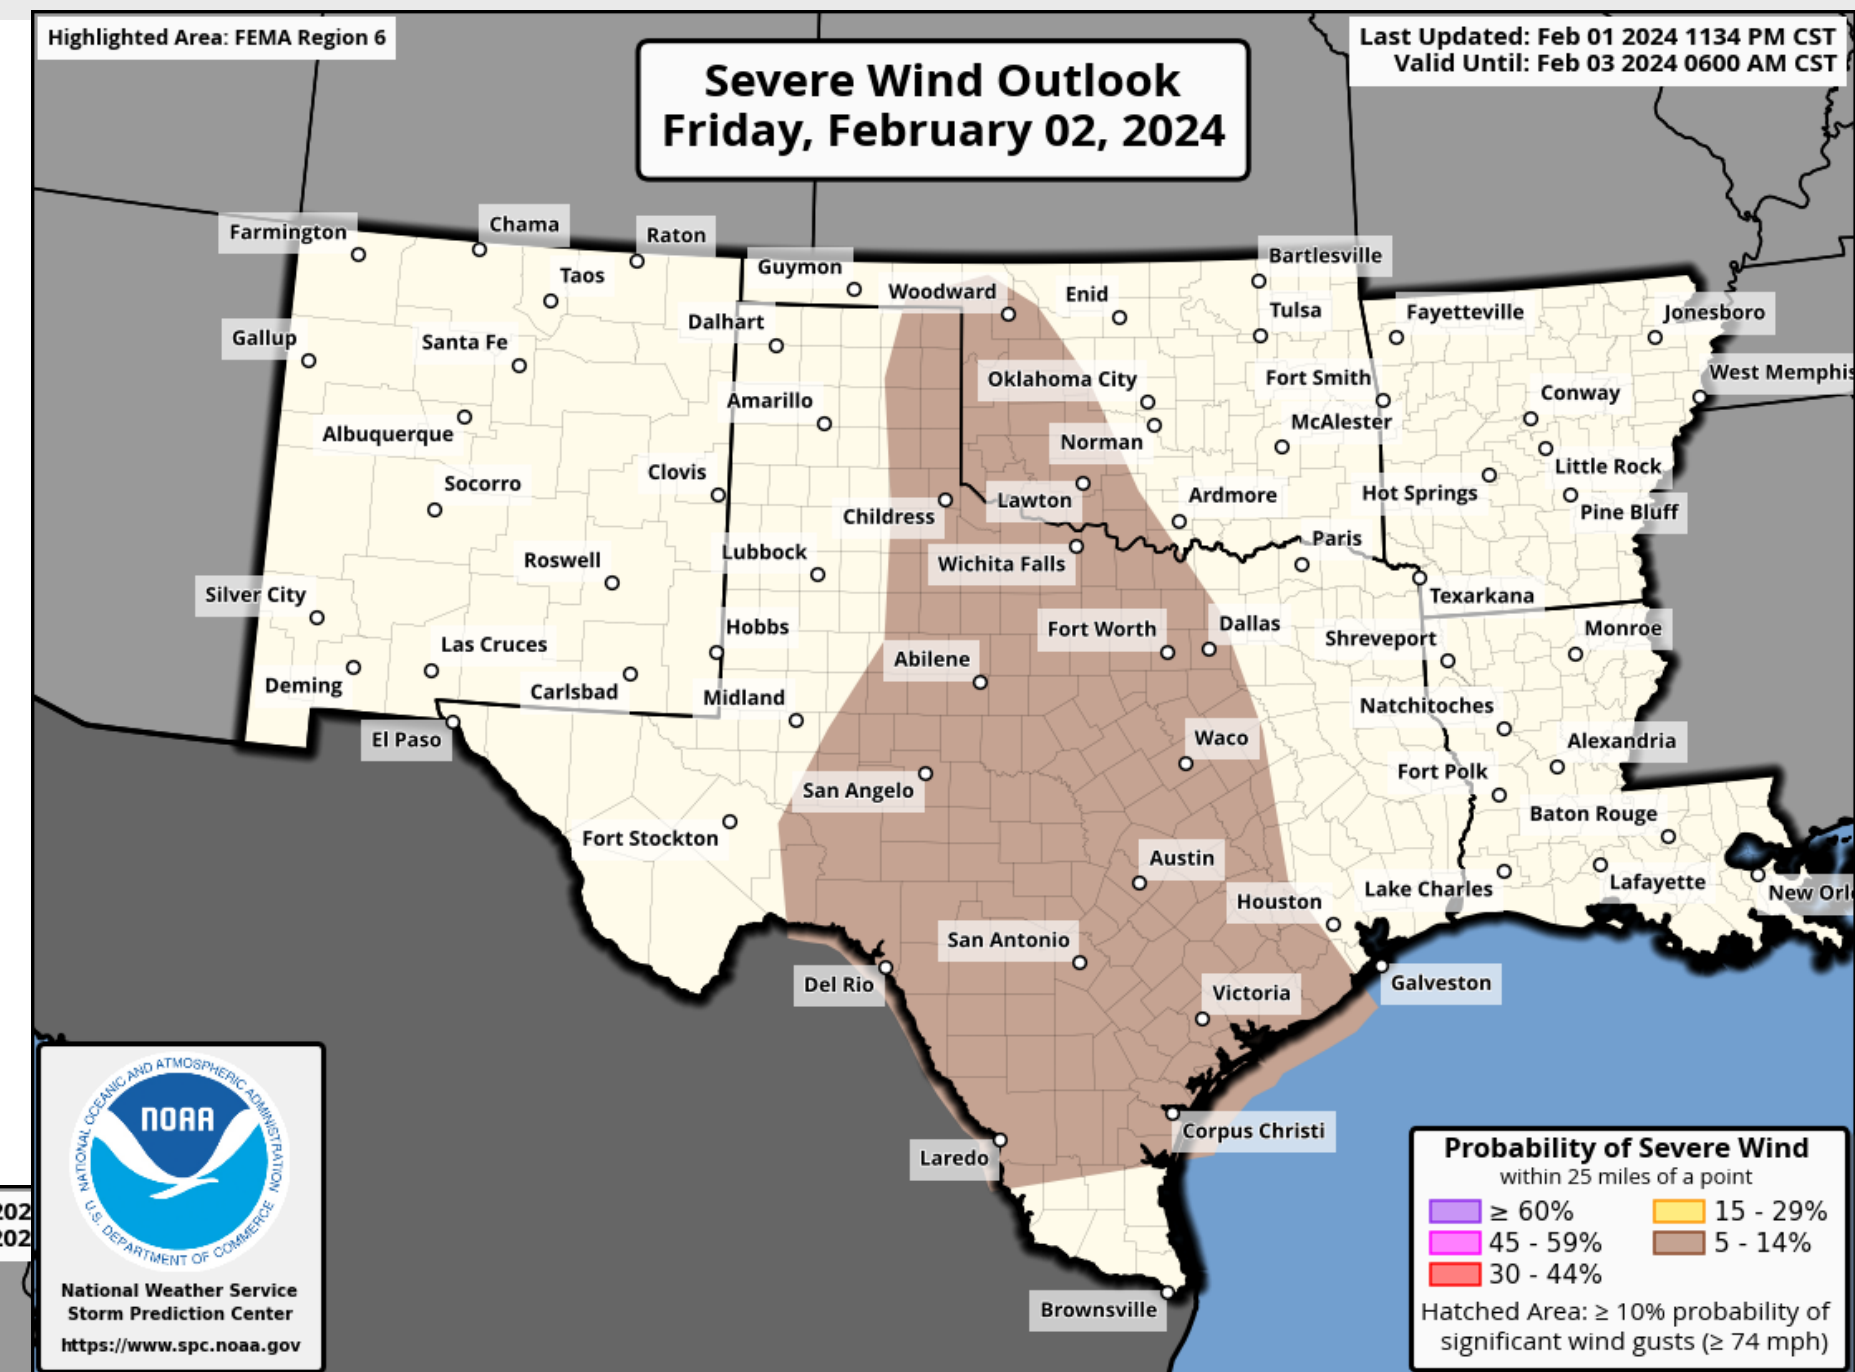 Highlighted Area: FEMA Region 6
Severe Wind Outlook
Friday, February 02, 2024
Last Updated: Feb 01 2024 1134 PM CST
Valid Until: Feb 03 2024 0600 AM CST
Farmington
Chama
Raton
Taos
Guymon
Woodward
Enid
Bartlesville
Tulsa
Fayetteville
Jonesboro
Gallup
Santa Fe
Dalhart
Oklahoma City
Fort Smith
Conway
West Memphis
Albuquerque
Amarillo
Norman
McAlester
Little Rock
Socorro
Clovis
Childress
Lawton
Ardmore
Hot Springs
Pine Bluff
Roswell
Lubbock
Wichita Falls
Paris
Silver City
Texarkana
Las Cruces
Hobbs
Fort Worth
Dallas
Shreveport
Monroe
Deming
Carlsbad
Midland
Abilene
Natchitoches
El Paso
Waco
Alexandria
San Angelo
Fort Polk
Fort Stockton
Baton Rouge
Austin
Houston
Lake Charles
Lafayette
New Orl
San Antonio
Del Rio
Victoria
Galveston
Laredo
Corpus Christi
Brownsville
202
202
NATIONAL OCEANIC AND ATMOSPHERIC ADMINISTRATION
NOAA
U.S. DEPARTMENT OF COMMERCE
National Weather Service
Storm Prediction Center
https://www.spc.noaa.gov
Probability of Severe Wind
within 25 miles of a point
≥ 60%
15 - 29%
45 - 59%
5 - 14%
30 - 44%
Hatched Area: ≥ 10% probability of
significant wind gusts (≥ 74 mph)